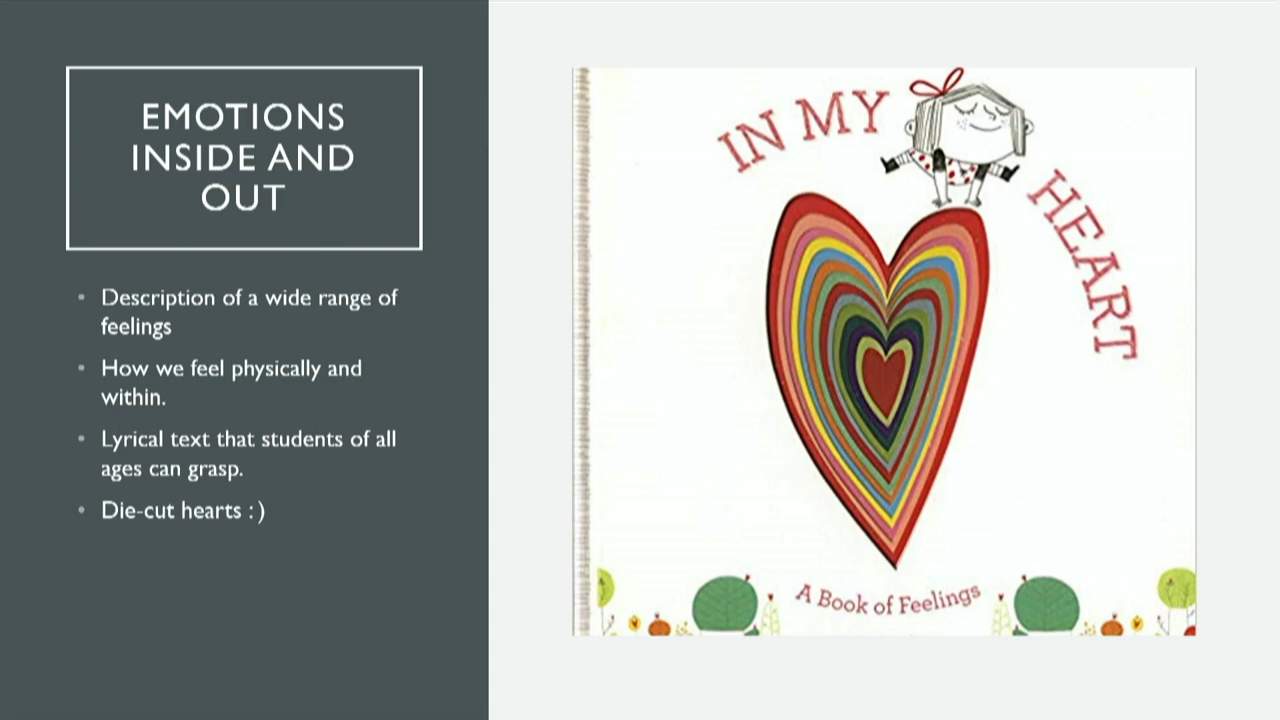 EMOTIONS
INSIDE AND
OUT
• Description of a wide range of
feelings
• How we feel physically and
within.
• Lyrical text that students of all
ages can grasp.
• Die-cut hearts : )
IN MY
HEART
A Book of Feelings